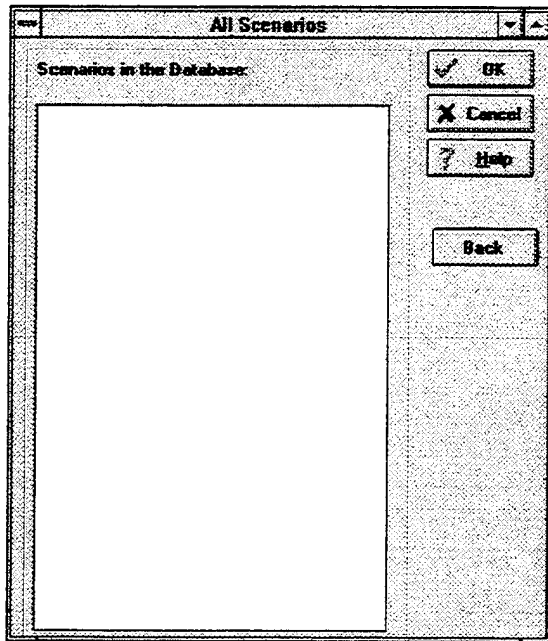 All Scenarios
Scenarios in the Database:
OK
Cancel
Help
Back